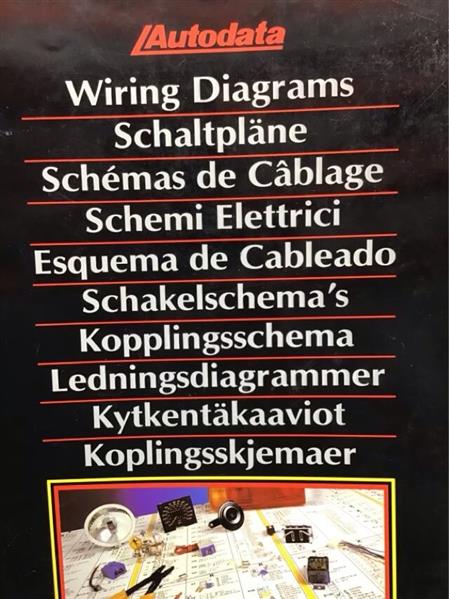 Autodata
Wiring Diagrams
Schaltpläne
Schémas de Câblage
Schemi Elettrici
Esquema de Cableado
Schakelschema's
Kopplingsschema
Ledningsdiagrammer
Kytkentäkaaviot
Koplingsskjemaer